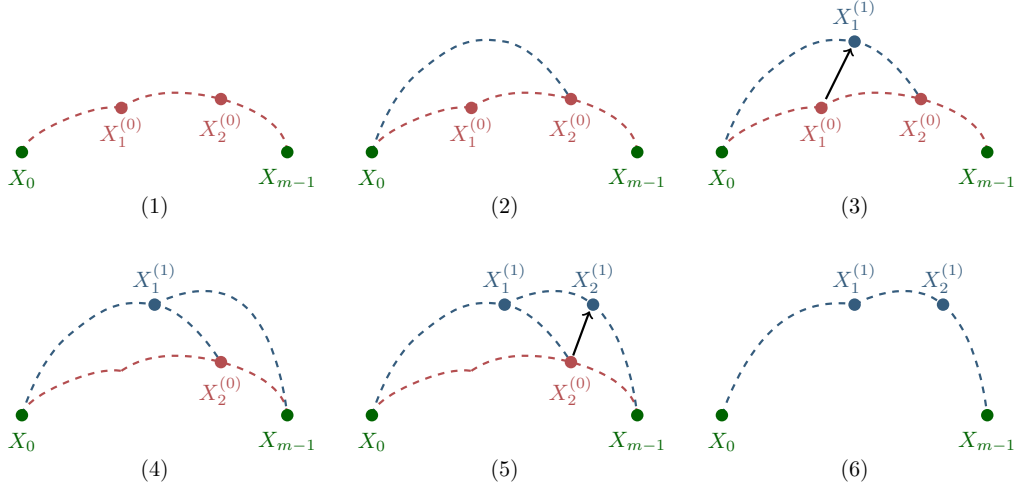 X_1^{(1)}
X_1^{(0)} X_2^{(0)} X_1^{(0)} X_2^{(0)} X_1^{(0)} X_2^{(0)}
X_0 X_{m−1} X_0 X_{m−1} X_0 X_{m−1}
(1) (2) (3)
X_1^{(1)} X_1^{(1)} X_2^{(1)} X_1^{(1)} X_2^{(1)}
X_2^{(0)} X_2^{(0)}
X_0 X_{m−1} X_0 X_{m−1} X_0 X_{m−1}
(4) (5) (6)